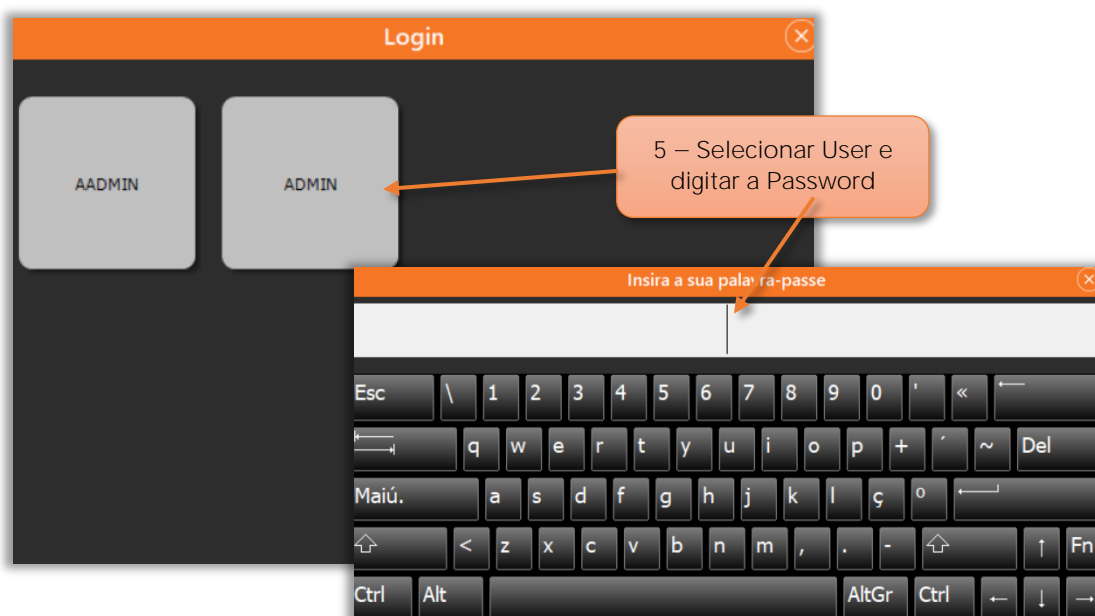 Login
AADMIN
ADMIN
5 – Selecionar User e
digitar a Password
Insira a sua palavra-passe
Esc \ 1 2 3 4 5 6 7 8 9 0 ' «
q w e r t y u i o p + ´ ~ Del
Maiú. a s d f g h j k l ç º
< z x c v b n m , . - ↑ Fn
Ctrl Alt AltGr Ctrl ← ↓ →